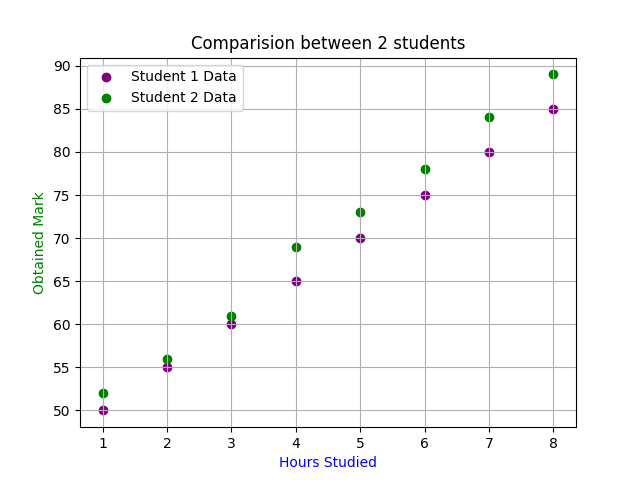 Comparision between 2 students
Student 1 Data
Student 2 Data
90
85
80
75
70
65
60
55
50
Obtained Mark
1 2 3 4 5 6 7 8
Hours Studied